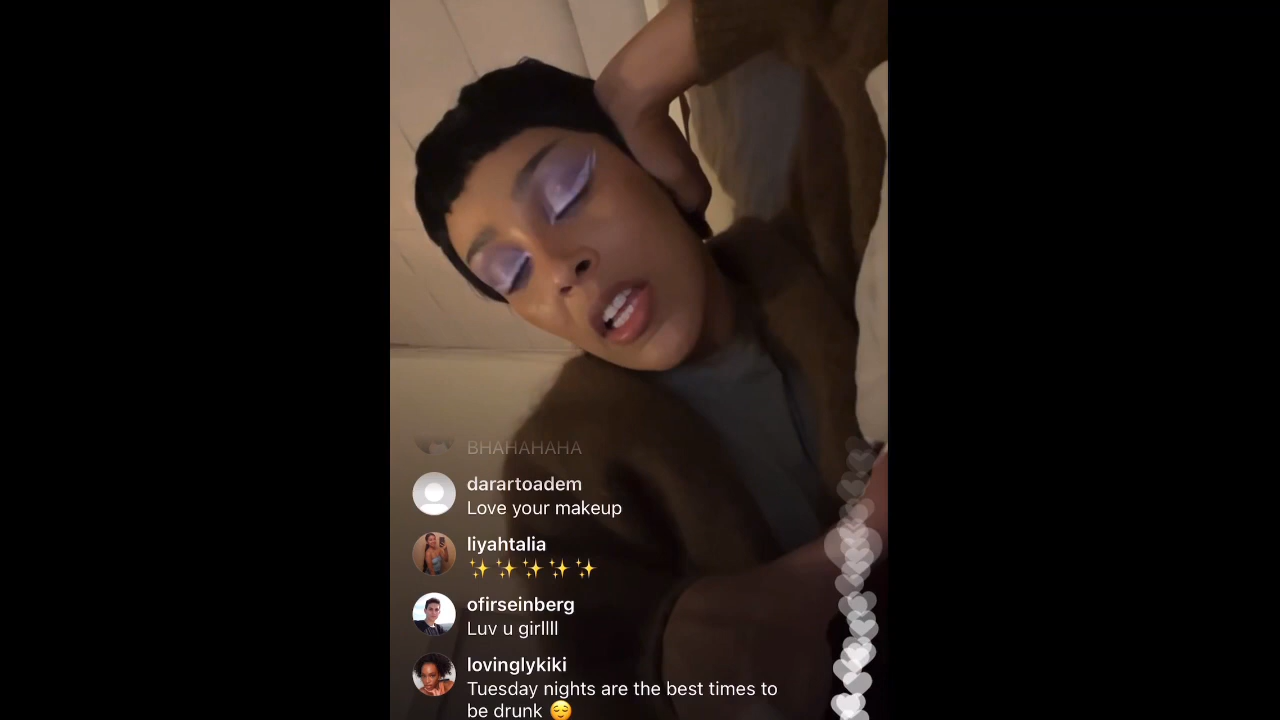 BHAHAHAHA
darartoadem
Love your makeup
liyahtalia
✨✨✨✨✨
ofirseinberg
Luv u girllll
lovinglykiki
Tuesday nights are the best times to
be drunk 😌